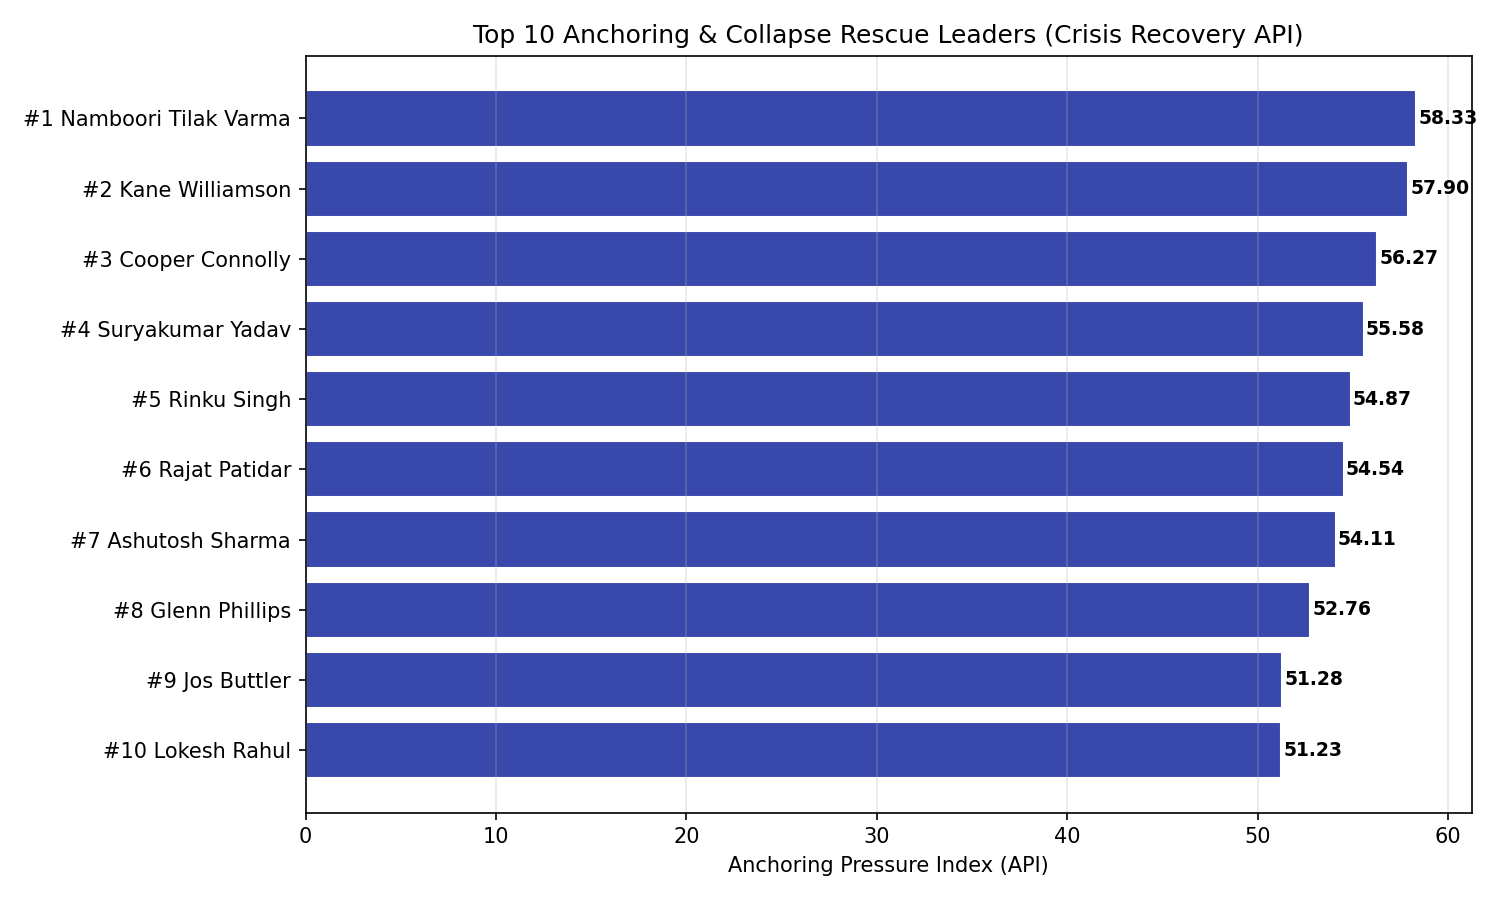 Top 10 Anchoring & Collapse Rescue Leaders (Crisis Recovery API)
#1 Namboori Tilak Varma 58.33
#2 Kane Williamson 57.90
#3 Cooper Connolly 56.27
#4 Suryakumar Yadav 55.58
#5 Rinku Singh 54.87
#6 Rajat Patidar 54.54
#7 Ashutosh Sharma 54.11
#8 Glenn Phillips 52.76
#9 Jos Buttler 51.28
#10 Lokesh Rahul 51.23
0 10 20 30 40 50 60
Anchoring Pressure Index (API)